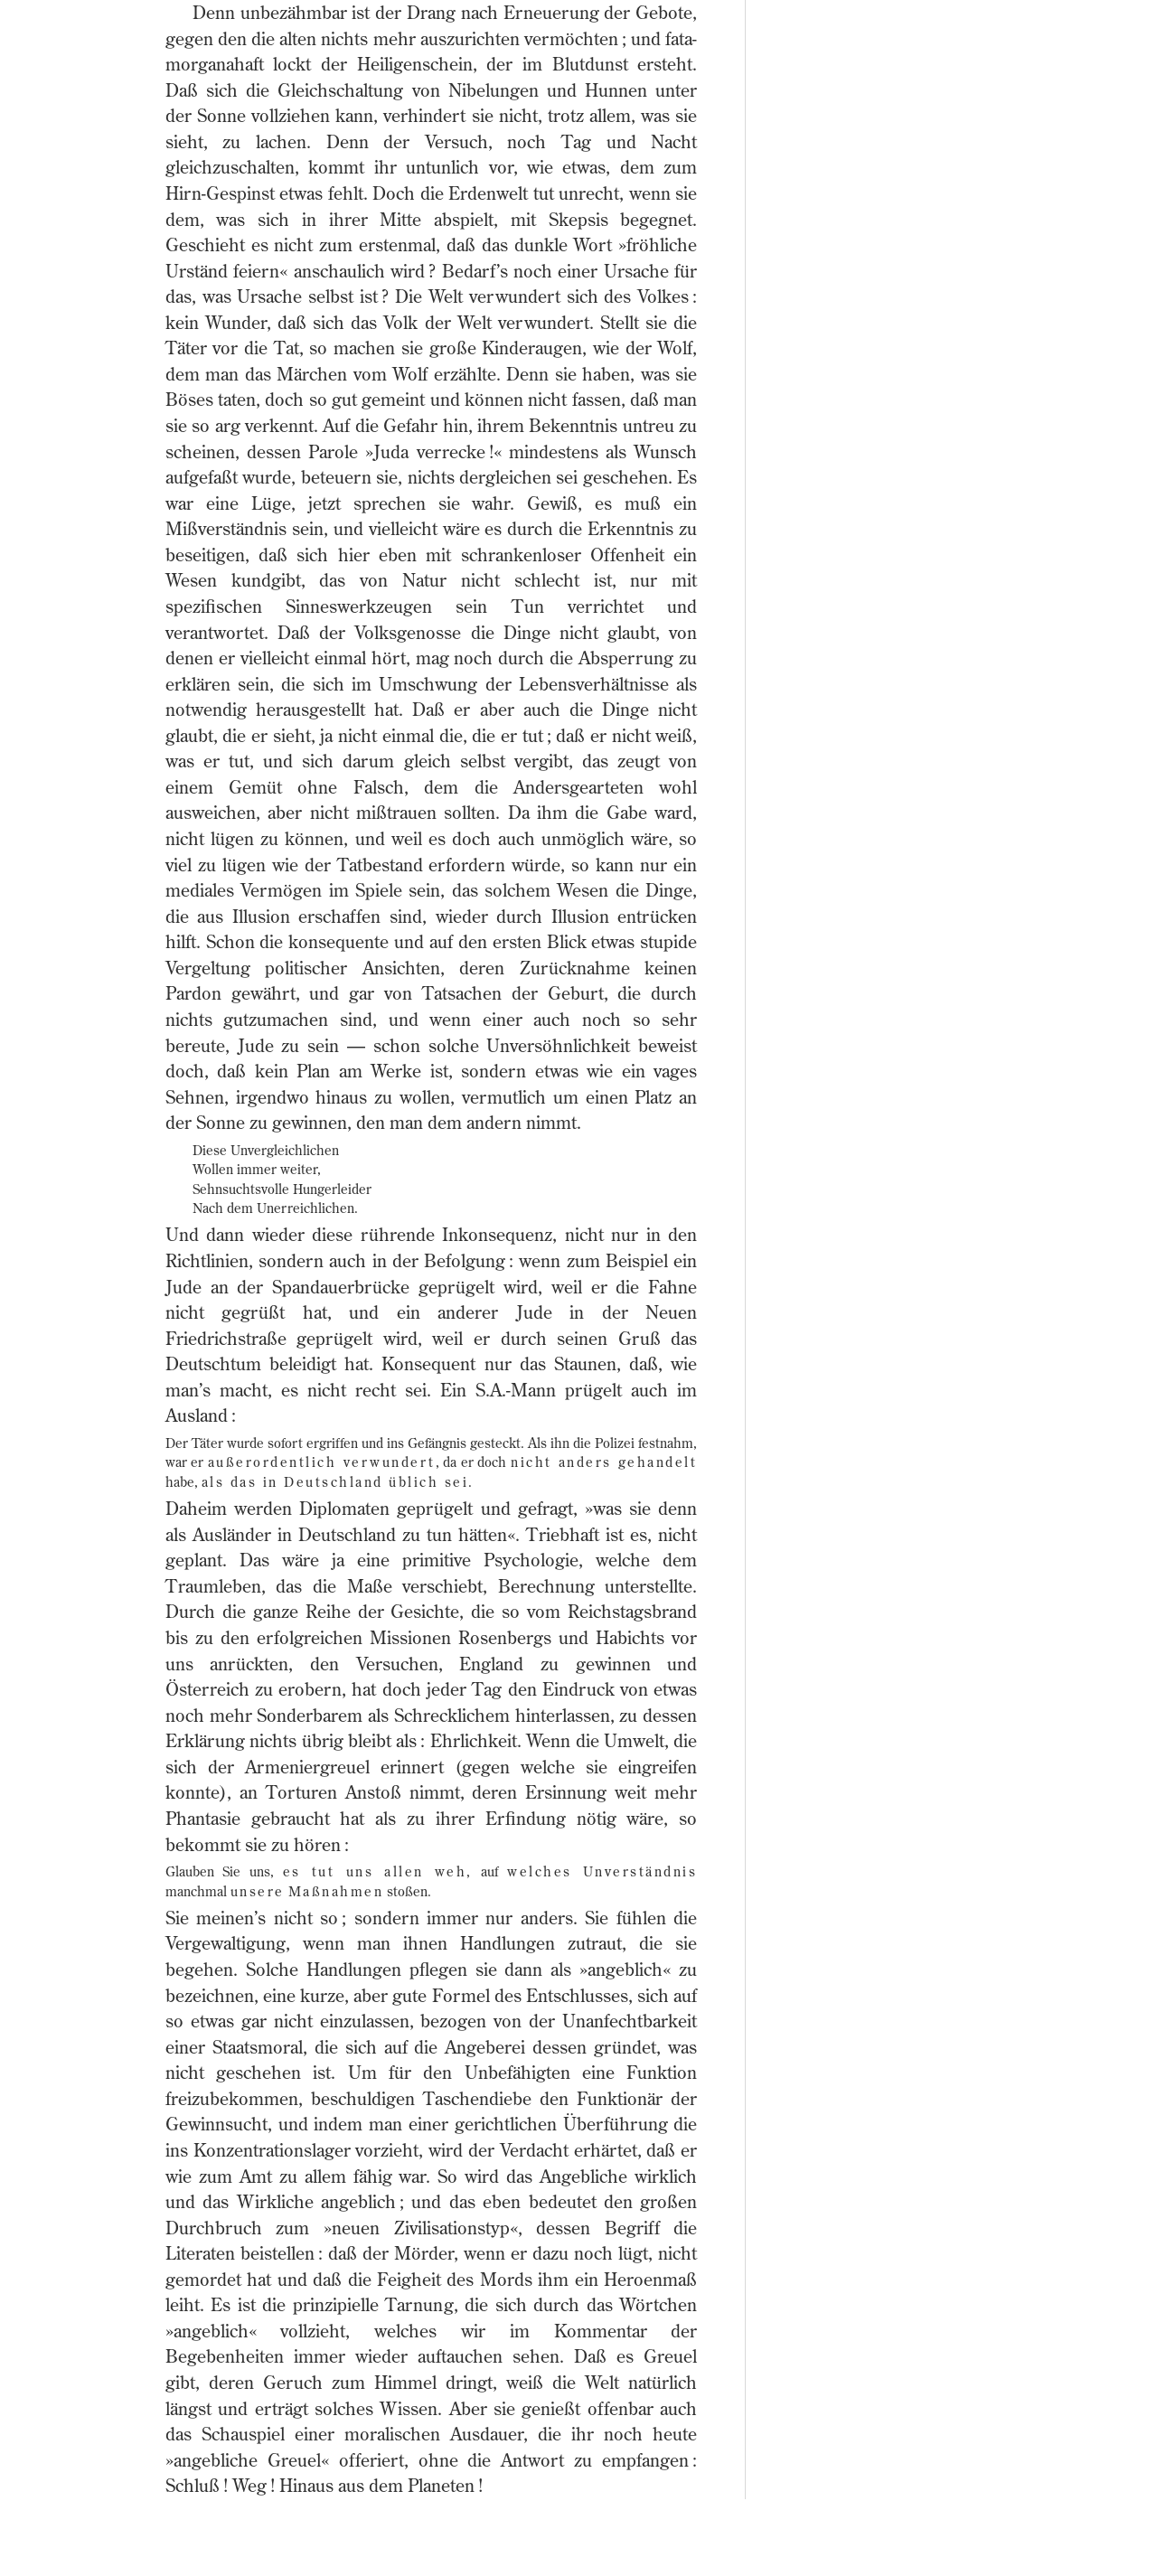 Denn unbezähmbar ist der Drang nach Erneuerung der Gebote,
gegen den die alten nichts mehr auszurichten vermöchten ; und fata-
morganahaft lockt der Heiligenschein, der im Blutdunst ersteht.
Daß sich die Gleichschaltung von Nibelungen und Hunnen unter
der Sonne vollziehen kann, verhindert sie nicht, trotz allem, was sie
sieht, zu lachen. Denn der Versuch, noch Tag und Nacht
gleichzuschalten, kommt ihr untunlich vor, wie etwas, dem zum
Hirn-Gespinst etwas fehlt. Doch die Erdenwelt tut unrecht, wenn sie
dem, was sich in ihrer Mitte abspielt, mit Skepsis begegnet.
Geschieht es nicht zum erstenmal, daß das dunkle Wort »fröhliche
Urständ feiern« anschaulich wird ? Bedarf’s noch einer Ursache für
das, was Ursache selbst ist ? Die Welt verwundert sich des Volkes :
kein Wunder, daß sich das Volk der Welt verwundert. Stellt sie die
Täter vor die Tat, so machen sie große Kinderaugen, wie der Wolf,
dem man das Märchen vom Wolf erzählte. Denn sie haben, was sie
Böses taten, doch so gut gemeint und können nicht fassen, daß man
sie so arg verkennt. Auf die Gefahr hin, ihrem Bekenntnis untreu zu
scheinen, dessen Parole »Juda verrecke !« mindestens als Wunsch
aufgefaßt wurde, beteuern sie, nichts dergleichen sei geschehen. Es
war eine Lüge, jetzt sprechen sie wahr. Gewiß, es muß ein
Mißverständnis sein, und vielleicht wäre es durch die Erkenntnis zu
beseitigen, daß sich hier eben mit schrankenloser Offenheit ein
Wesen kundgibt, das von Natur nicht schlecht ist, nur mit
spezifischen Sinneswerkzeugen sein Tun verrichtet und
verantwortet. Daß der Volksgenosse die Dinge nicht glaubt, von
denen er vielleicht einmal hört, mag noch durch die Absperrung zu
erklären sein, die sich im Umschwung der Lebensverhältnisse als
notwendig herausgestellt hat. Daß er aber auch die Dinge nicht
glaubt, die er sieht, ja nicht einmal die, die er tut ; daß er nicht weiß,
was er tut, und sich darum gleich selbst vergibt, das zeugt von
einem Gemüt ohne Falsch, dem die Andersgearteten wohl
ausweichen, aber nicht mißtrauen sollten. Da ihm die Gabe ward,
nicht lügen zu können, und weil es doch auch unmöglich wäre, so
viel zu lügen wie der Tatbestand erfordern würde, so kann nur ein
mediales Vermögen im Spiele sein, das solchem Wesen die Dinge,
die aus Illusion erschaffen sind, wieder durch Illusion entrücken
hilft. Schon die konsequente und auf den ersten Blick etwas stupide
Vergeltung politischer Ansichten, deren Zurücknahme keinen
Pardon gewährt, und gar von Tatsachen der Geburt, die durch
nichts gutzumachen sind, und wenn einer auch noch so sehr
bereute, Jude zu sein — schon solche Unversöhnlichkeit beweist
doch, daß kein Plan am Werke ist, sondern etwas wie ein vages
Sehnen, irgendwo hinaus zu wollen, vermutlich um einen Platz an
der Sonne zu gewinnen, den man dem andern nimmt.
Diese Unvergleichlichen
Wollen immer weiter,
Sehnsuchtsvolle Hungerleider
Nach dem Unerreichlichen.
Und dann wieder diese rührende Inkonsequenz, nicht nur in den
Richtlinien, sondern auch in der Befolgung : wenn zum Beispiel ein
Jude an der Spandauerbrücke geprügelt wird, weil er die Fahne
nicht gegrüßt hat, und ein anderer Jude in der Neuen
Friedrichstraße geprügelt wird, weil er durch seinen Gruß das
Deutschtum beleidigt hat. Konsequent nur das Staunen, daß, wie
man’s macht, es nicht recht sei. Ein S.A.-Mann prügelt auch im
Ausland :
Der Täter wurde sofort ergriffen und ins Gefängnis gesteckt. Als ihn die Polizei festnahm,
war er außerordentlich verwundert, da er doch nicht anders gehandelt
habe, als das in Deutschland üblich sei.
Daheim werden Diplomaten geprügelt und gefragt, »was sie denn
als Ausländer in Deutschland zu tun hätten«. Triebhaft ist es, nicht
geplant. Das wäre ja eine primitive Psychologie, welche dem
Traumleben, das die Maße verschiebt, Berechnung unterstellte.
Durch die ganze Reihe der Gesichte, die so vom Reichstagsbrand
bis zu den erfolgreichen Missionen Rosenbergs und Habichts vor
uns anrückten, den Versuchen, England zu gewinnen und
Österreich zu erobern, hat doch jeder Tag den Eindruck von etwas
noch mehr Sonderbarem als Schrecklichem hinterlassen, zu dessen
Erklärung nichts übrig bleibt als : Ehrlichkeit. Wenn die Umwelt, die
sich der Armeniergreuel erinnert (gegen welche sie eingreifen
konnte), an Torturen Anstoß nimmt, deren Ersinnung weit mehr
Phantasie gebraucht hat als zu ihrer Erfindung nötig wäre, so
bekommt sie zu hören :
Glauben Sie uns, es tut uns allen weh, auf welches Unverständnis
manchmal unsere Maßnahmen stoßen.
Sie meinen’s nicht so ; sondern immer nur anders. Sie fühlen die
Vergewaltigung, wenn man ihnen Handlungen zutraut, die sie
begehen. Solche Handlungen pflegen sie dann als »angeblich« zu
bezeichnen, eine kurze, aber gute Formel des Entschlusses, sich auf
so etwas gar nicht einzulassen, bezogen von der Unanfechtbarkeit
einer Staatsmoral, die sich auf die Angeberei dessen gründet, was
nicht geschehen ist. Um für den Unbefähigten eine Funktion
freizubekommen, beschuldigen Taschendiebe den Funktionär der
Gewinnsucht, und indem man einer gerichtlichen Überführung die
ins Konzentrationslager vorzieht, wird der Verdacht erhärtet, daß er
wie zum Amt zu allem fähig war. So wird das Angebliche wirklich
und das Wirkliche angeblich ; und das eben bedeutet den großen
Durchbruch zum »neuen Zivilisationstyp«, dessen Begriff die
Literaten beistellen : daß der Mörder, wenn er dazu noch lügt, nicht
gemordet hat und daß die Feigheit des Mords ihm ein Heroenmaß
leiht. Es ist die prinzipielle Tarnung, die sich durch das Wörtchen
»angeblich« vollzieht, welches wir im Kommentar der
Begebenheiten immer wieder auftauchen sehen. Daß es Greuel
gibt, deren Geruch zum Himmel dringt, weiß die Welt natürlich
längst und erträgt solches Wissen. Aber sie genießt offenbar auch
das Schauspiel einer moralischen Ausdauer, die ihr noch heute
»angebliche Greuel« offeriert, ohne die Antwort zu empfangen :
Schluß ! Weg ! Hinaus aus dem Planeten !